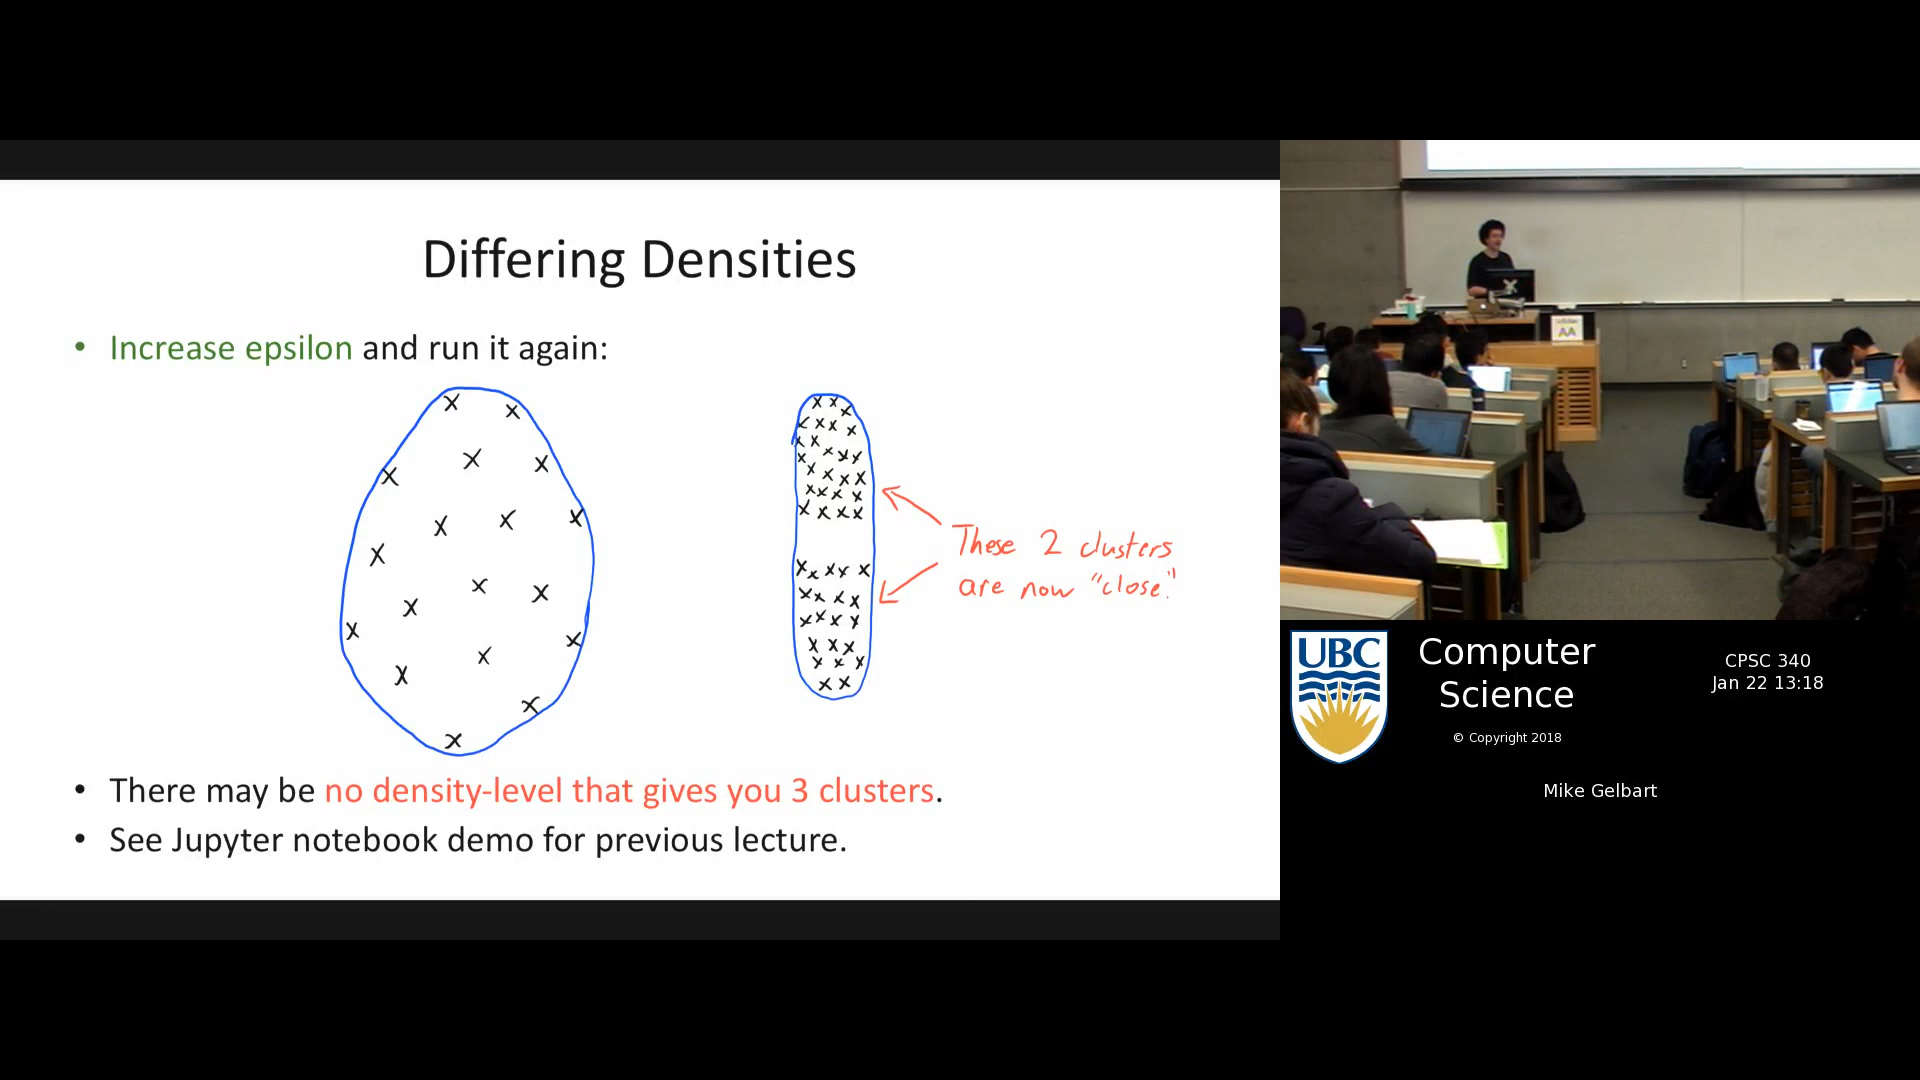 Differing Densities
• Increase epsilon and run it again:
These 2 clusters
are now "close."
• There may be no density-level that gives you 3 clusters.
• See Jupyter notebook demo for previous lecture.
AA
UBC
Computer
Science
© Copyright 2018
CPSC 340
Jan 22 13:18
Mike Gelbart